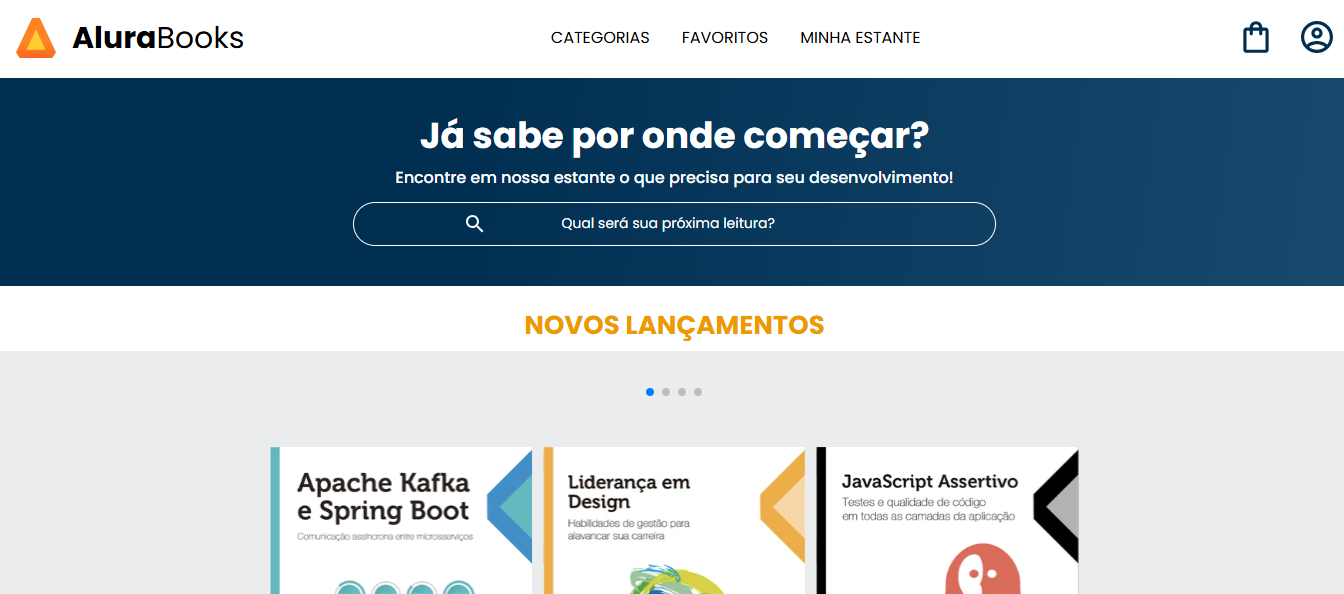 AluraBooks
CATEGORIAS
FAVORITOS
MINHA ESTANTE
Já sabe por onde começar?
Encontre em nossa estante o que precisa para seu desenvolvimento!
Qual será sua próxima leitura?
NOVOS LANÇAMENTOS
Apache Kafka
e Spring Boot
Comunicação assíncrona entre microsserviços
Liderança em
Design
Habilidades de gestão para
alavancar sua carreira
JavaScript Assertivo
Testes e qualidade de código
em todas as camadas da aplicação